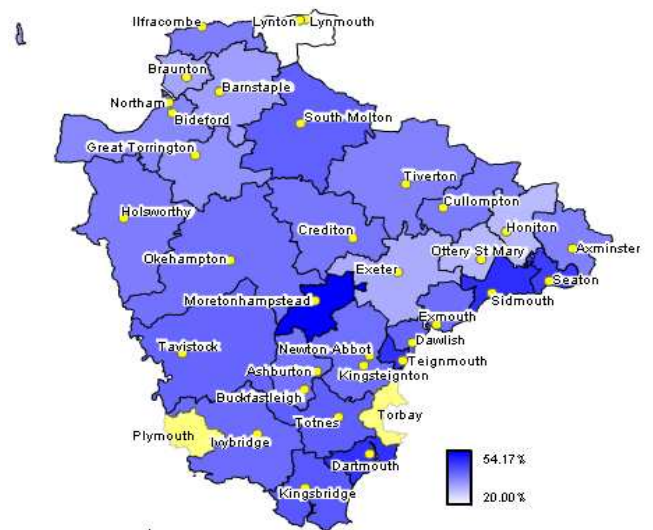 Ilfracombe
Lynton
Lynmouth
Braunton
Barnstaple
Northam
Bideford
South Molton
Great Torrington
Tiverton
Cullompton
Holsworthy
Crediton
Honiton
Okehampton
Exeter
Ottery St Mary
Axminster
Moretonhampstead
Seaton
Sidmouth
Exmouth
Tavistock
Newton Abbot
Dawlish
Teignmouth
Ashburton
Kingsteignton
Buckfastleigh
Totnes
Torbay
Plymouth
Ivybridge
Dartmouth
54.17%
Kingsbridge
20.00%